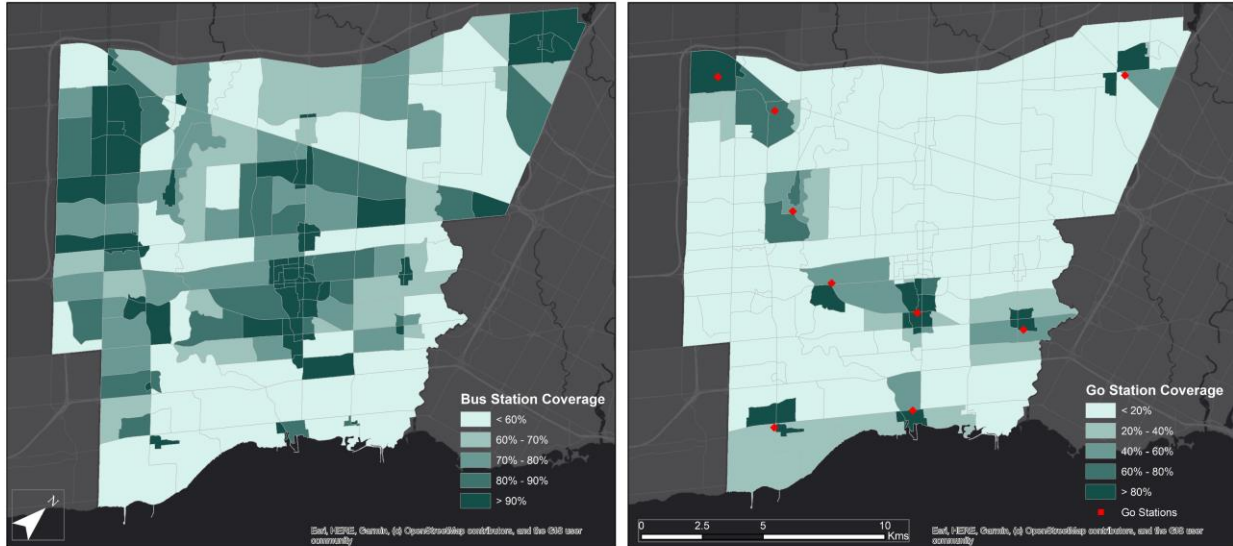 Bus Station Coverage
< 60%
60% - 70%
70% - 80%
80% - 90%
> 90%
N
Esri, HERE, Garmin, (c) OpenStreetMap contributors, and the GIS user
community
Go Station Coverage
< 20%
20% - 40%
40% - 60%
60% - 80%
> 80%
Go Stations
0 2.5 5 10
Kms
Esri, HERE, Garmin, (c) OpenStreetMap contributors, and the GIS user
community